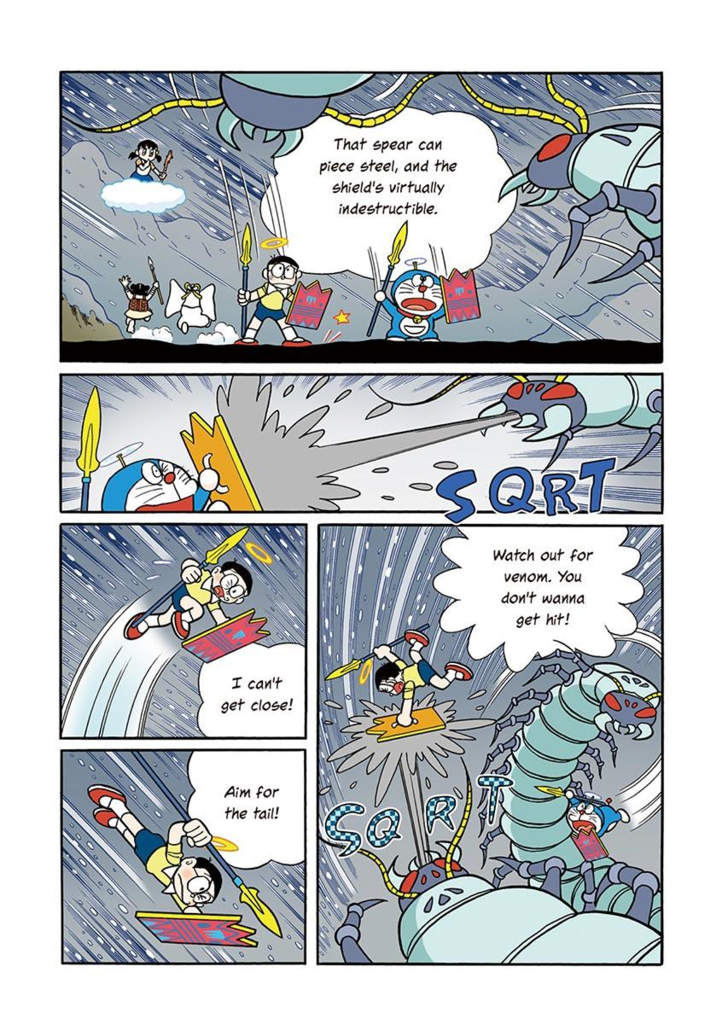 That spear can
piece steel, and the
shield's virtually
indestructible.
SQRT
I can't
get close!
Watch out for
venom. You
don't wanna
get hit!
SQRT
Aim for
the tail!